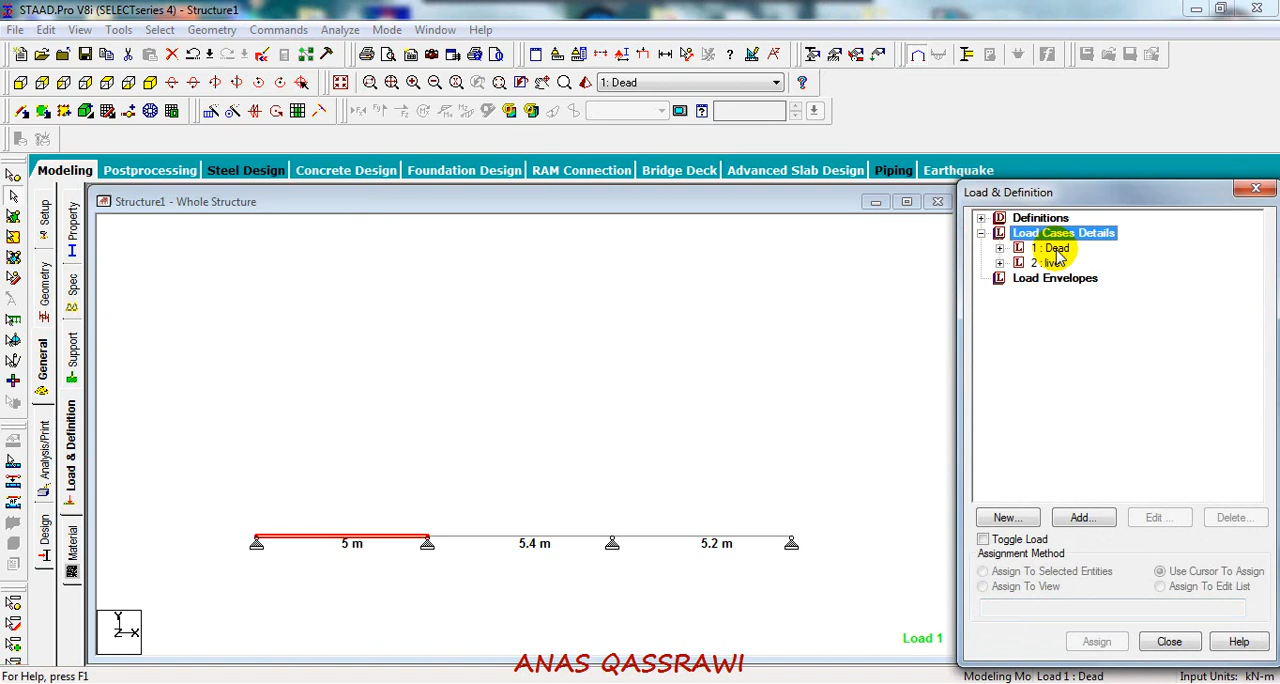 STAAD.Pro V8i (SELECTseries 4) - Structure1
File Edit View Tools Select Geometry Commands Analyze Mode Window Help
1: Dead
Modeling Postprocessing Steel Design Concrete Design Foundation Design RAM Connection Bridge Deck Advanced Slab Design Piping Earthquake
Setup
Geometry
General
Analysis/Print
Design
Property
Spec
Support
Load & Definition
Material
Structure1 - Whole Structure
5 m 5.4 m 5.2 m
Y
Z X
Load 1
Load & Definition
Definitions
Load Cases Details
1 : Dead
2 : live
Load Envelopes
New... Add... Edit ... Delete...
Toggle Load
Assignment Method
Assign To Selected Entities Use Cursor To Assign
Assign To View Assign To Edit List
Assign Close Help
ANAS QASSRAWI
For Help, press F1 Modeling Mo Load 1 : Dead Input Units: kN-m